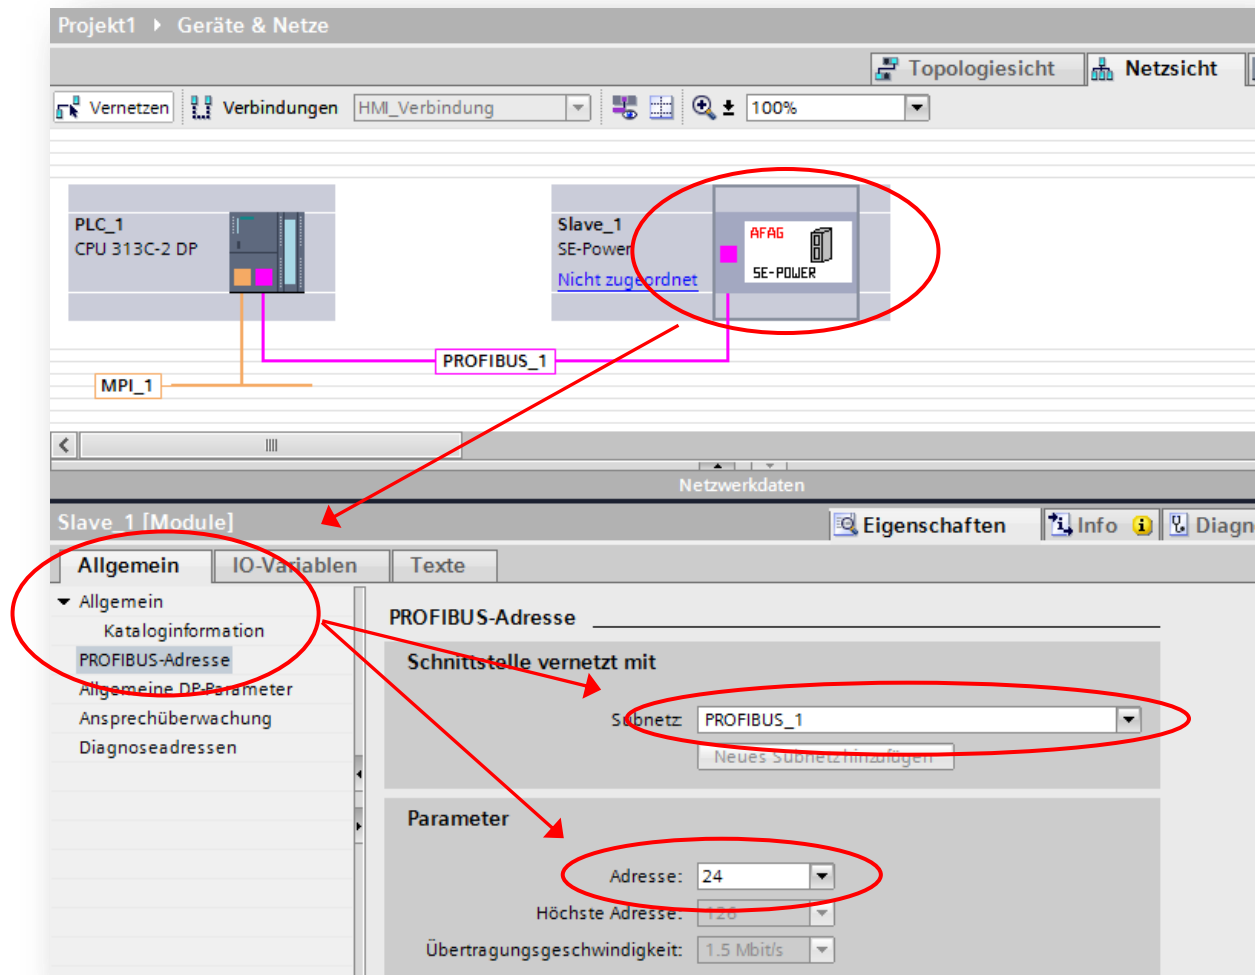 Projekt1 ▸ Geräte & Netze
Topologiesicht Netzsicht
Vernetzen Verbindungen HMI_Verbindung 100%
PLC_1
CPU 313C-2 DP
Slave_1
SE-Power
Nicht zugeordnet
AFAG
SE-POWER
PROFIBUS_1
MPI_1
Netzwerkdaten
Slave_1 [Module]
Eigenschaften Info Diagn
Allgemein IO-Variablen Texte
Allgemein
Kataloginformation
PROFIBUS-Adresse
Allgemeine DP-Parameter
Ansprechüberwachung
Diagnoseadressen
PROFIBUS-Adresse
Schnittstelle vernetzt mit
Subnetz: PROFIBUS_1
Neues Subnetz hinzufügen
Parameter
Adresse: 24
Höchste Adresse: 126
Übertragungsgeschwindigkeit: 1.5 Mbit/s